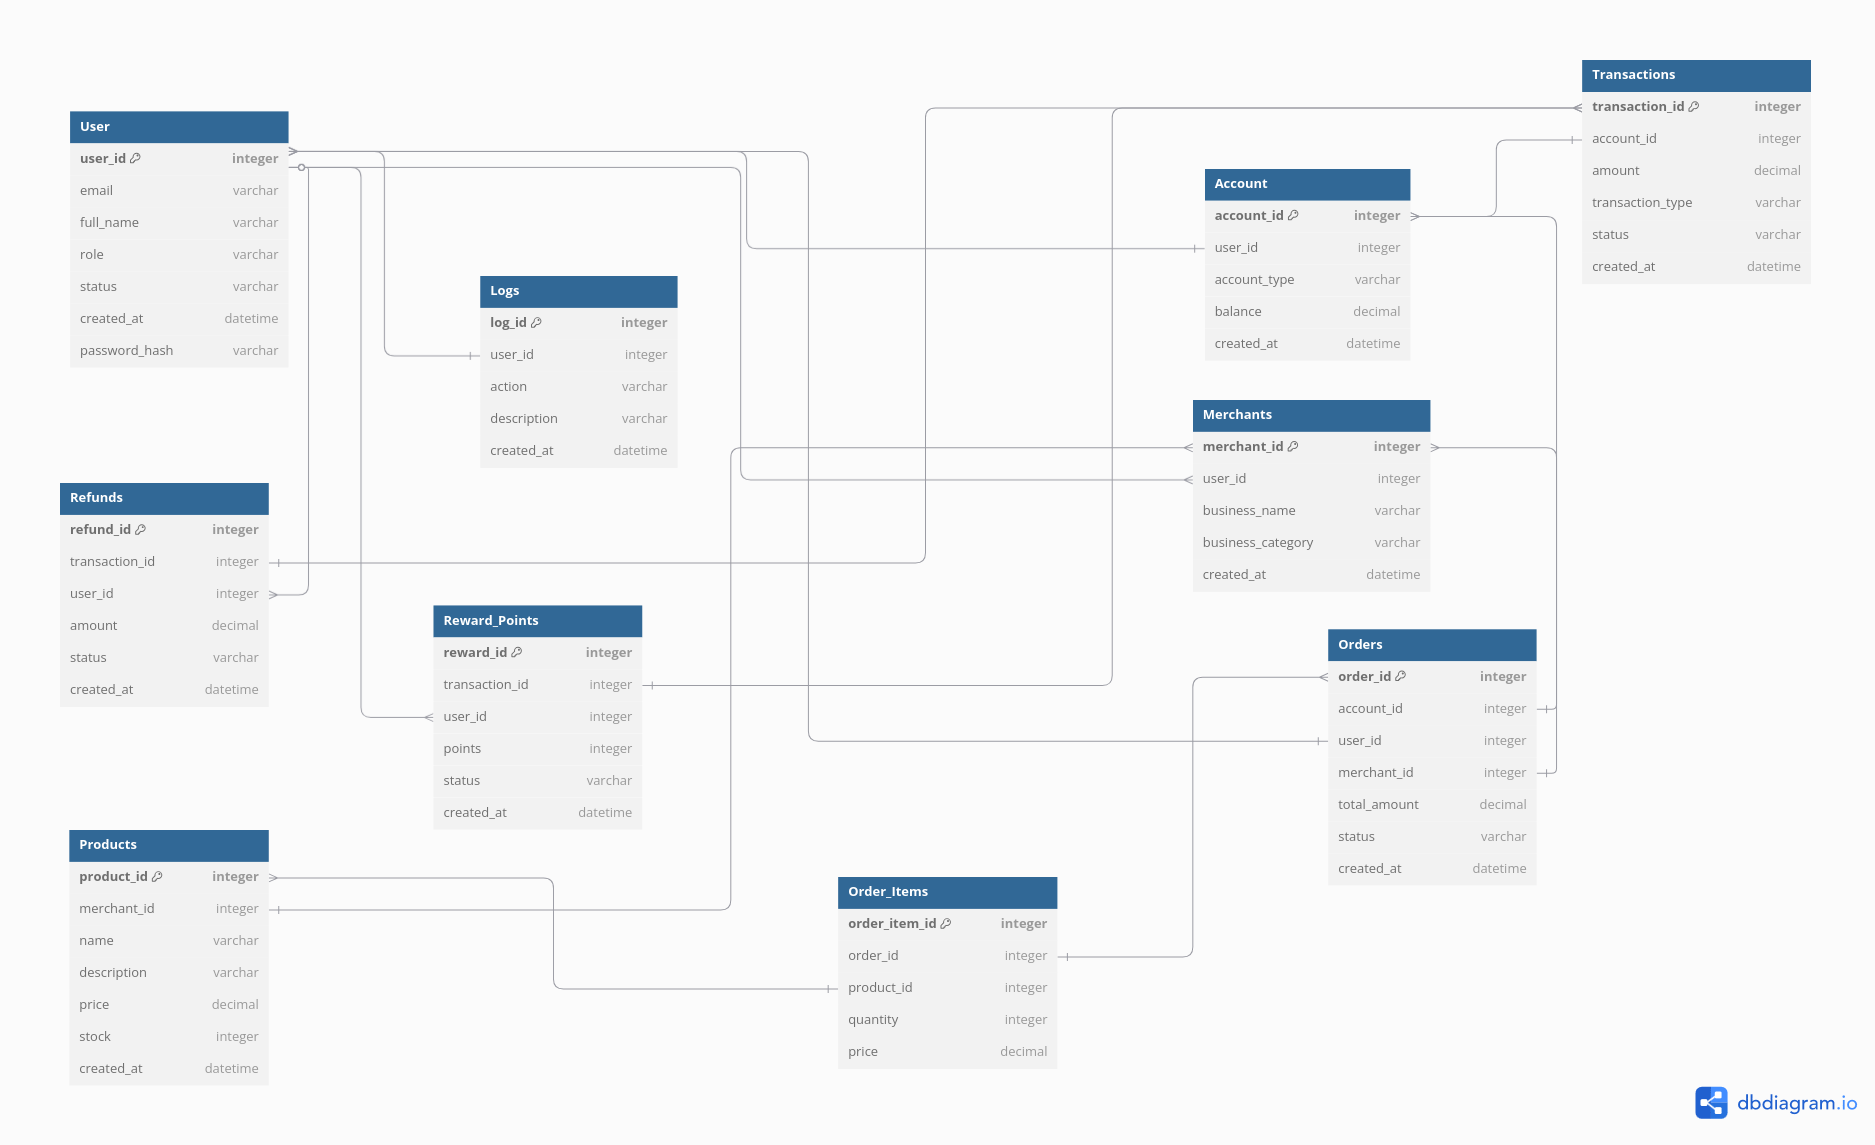 User
user_id integer
email varchar
full_name varchar
role varchar
status varchar
created_at datetime
password_hash varchar
Logs
log_id integer
user_id integer
action varchar
description varchar
created_at datetime
Transactions
transaction_id integer
account_id integer
amount decimal
transaction_type varchar
status varchar
created_at datetime
Account
account_id integer
user_id integer
account_type varchar
balance decimal
created_at datetime
Merchants
merchant_id integer
user_id integer
business_name varchar
business_category varchar
created_at datetime
Refunds
refund_id integer
transaction_id integer
user_id integer
amount decimal
status varchar
created_at datetime
Reward_Points
reward_id integer
transaction_id integer
user_id integer
points integer
status varchar
created_at datetime
Orders
order_id integer
account_id integer
user_id integer
merchant_id integer
total_amount decimal
status varchar
created_at datetime
Products
product_id integer
merchant_id integer
name varchar
description varchar
price decimal
stock integer
created_at datetime
Order_Items
order_item_id integer
order_id integer
product_id integer
quantity integer
price decimal
dbdiagram.io